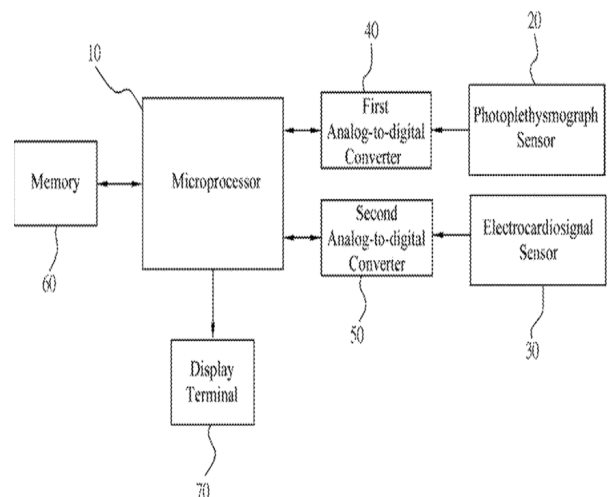 40
20
10
First
Analog-to-digital
Converter
Photoplethysmograph
Sensor
Memory
Microprocessor
Second
Analog-to-digital
Converter
Electrocardiosignal
Sensor
60
50
30
Display
Terminal
70